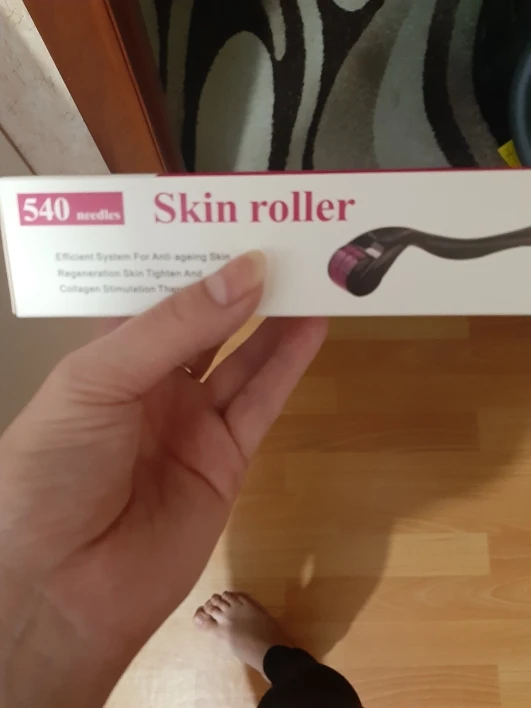 540 needles
Skin roller
Efficient System For Anti-ageing Skin
Regeneration Skin Tighten And
Collagen Stimulation